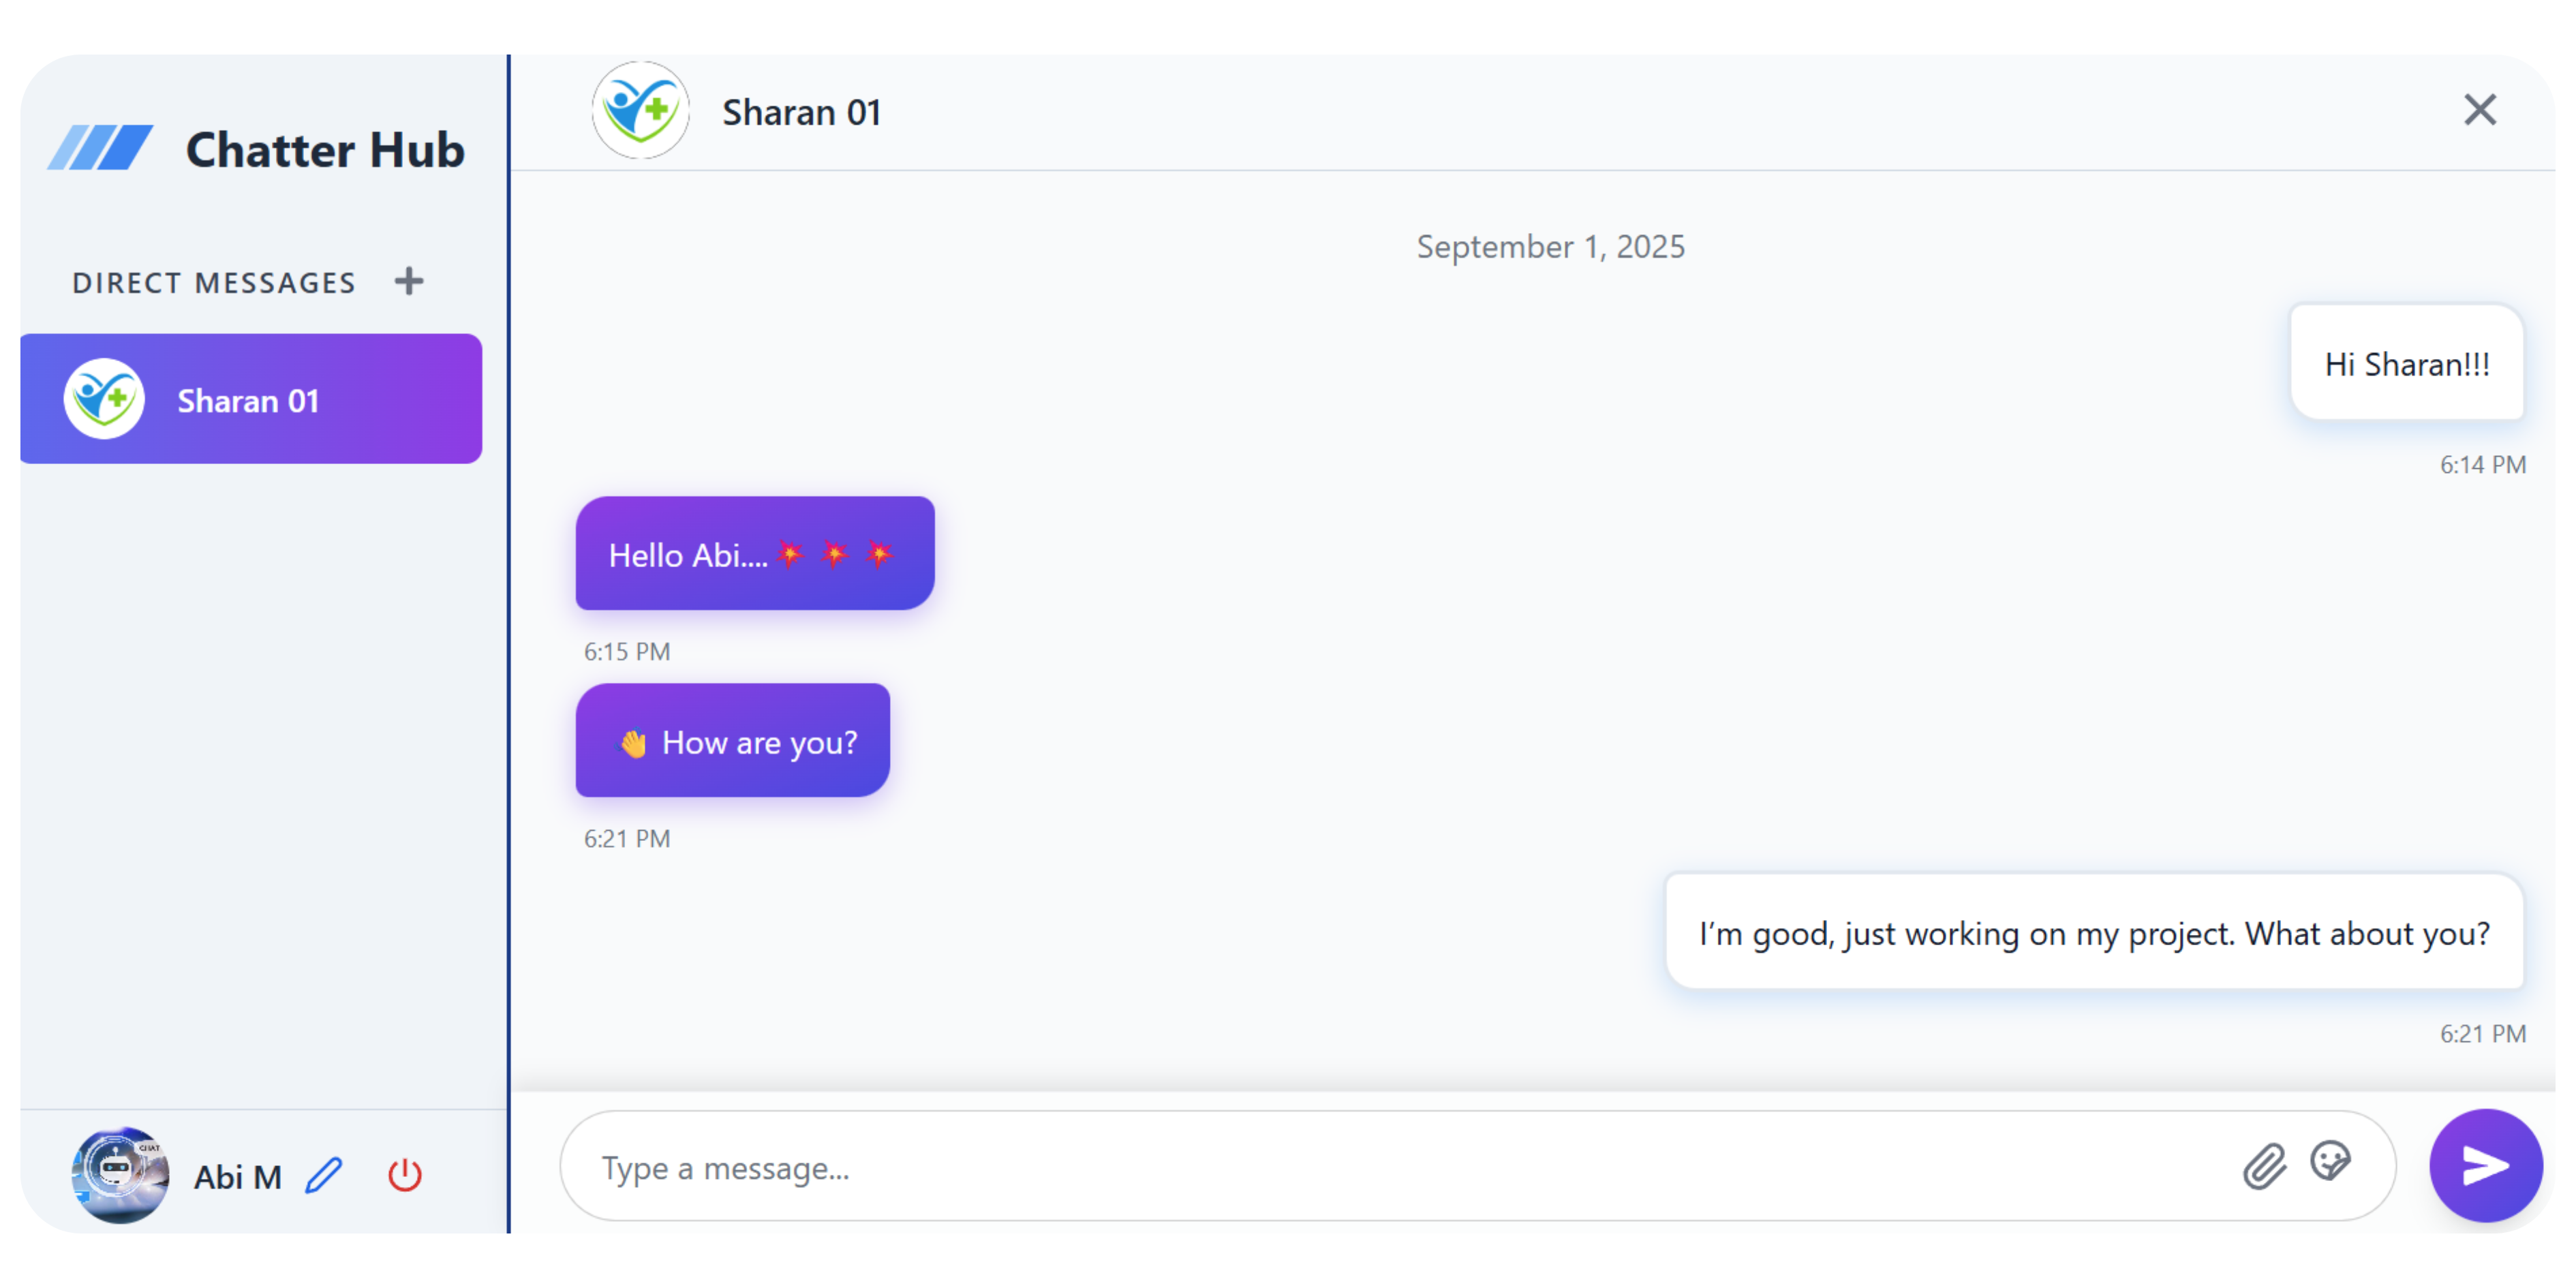 Chatter Hub
DIRECT MESSAGES
Sharan 01
Abi M
CHAT
Sharan 01
September 1, 2025
Hi Sharan!!!
6:14 PM
Hello Abi....💥 💥 💥
6:15 PM
👋 How are you?
6:21 PM
I'm good, just working on my project. What about you?
6:21 PM
Type a message...